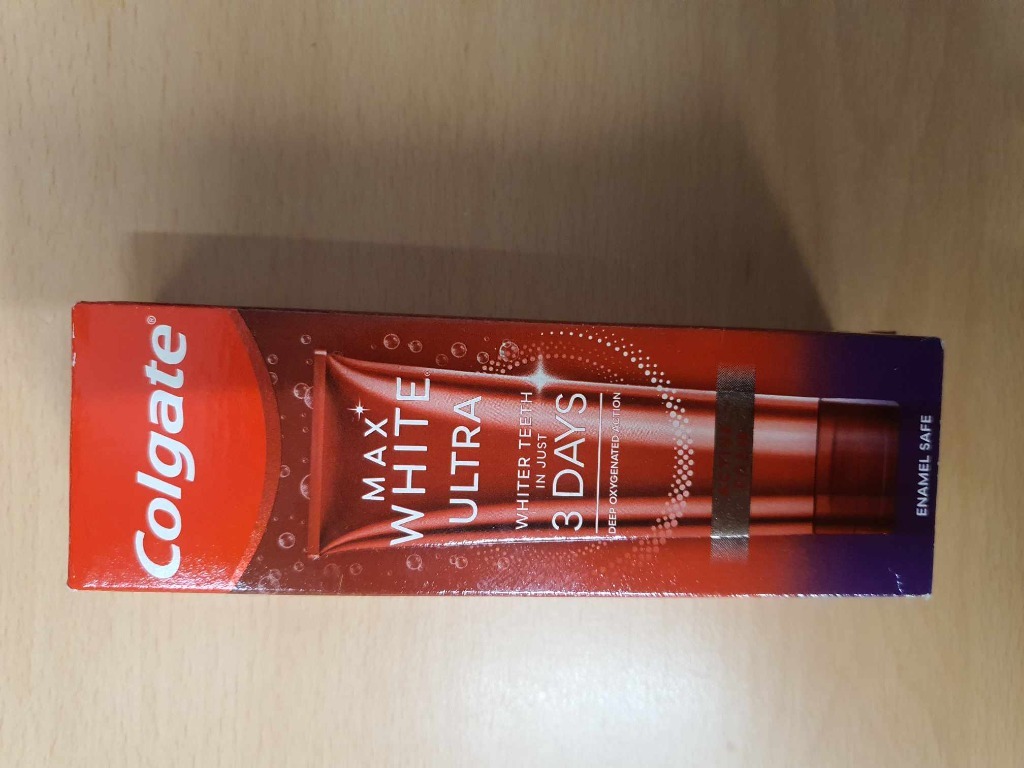 Colgate®
MAX
WHITE
ULTRA
WHITER TEETH
IN JUST
3 DAYS
DEEP OXYGENATED ACTION
ENAMEL SAFE